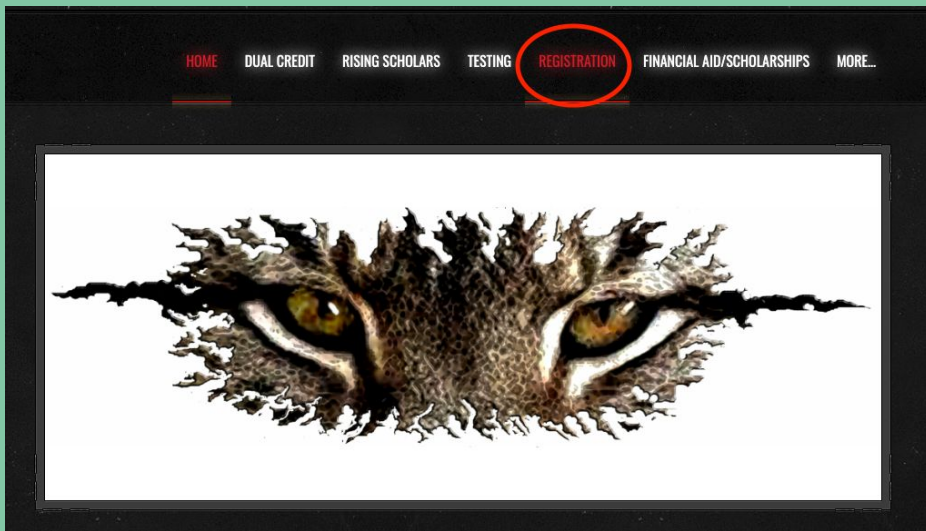 HOME DUAL CREDIT RISING SCHOLARS TESTING REGISTRATION FINANCIAL AID/SCHOLARSHIPS MORE...